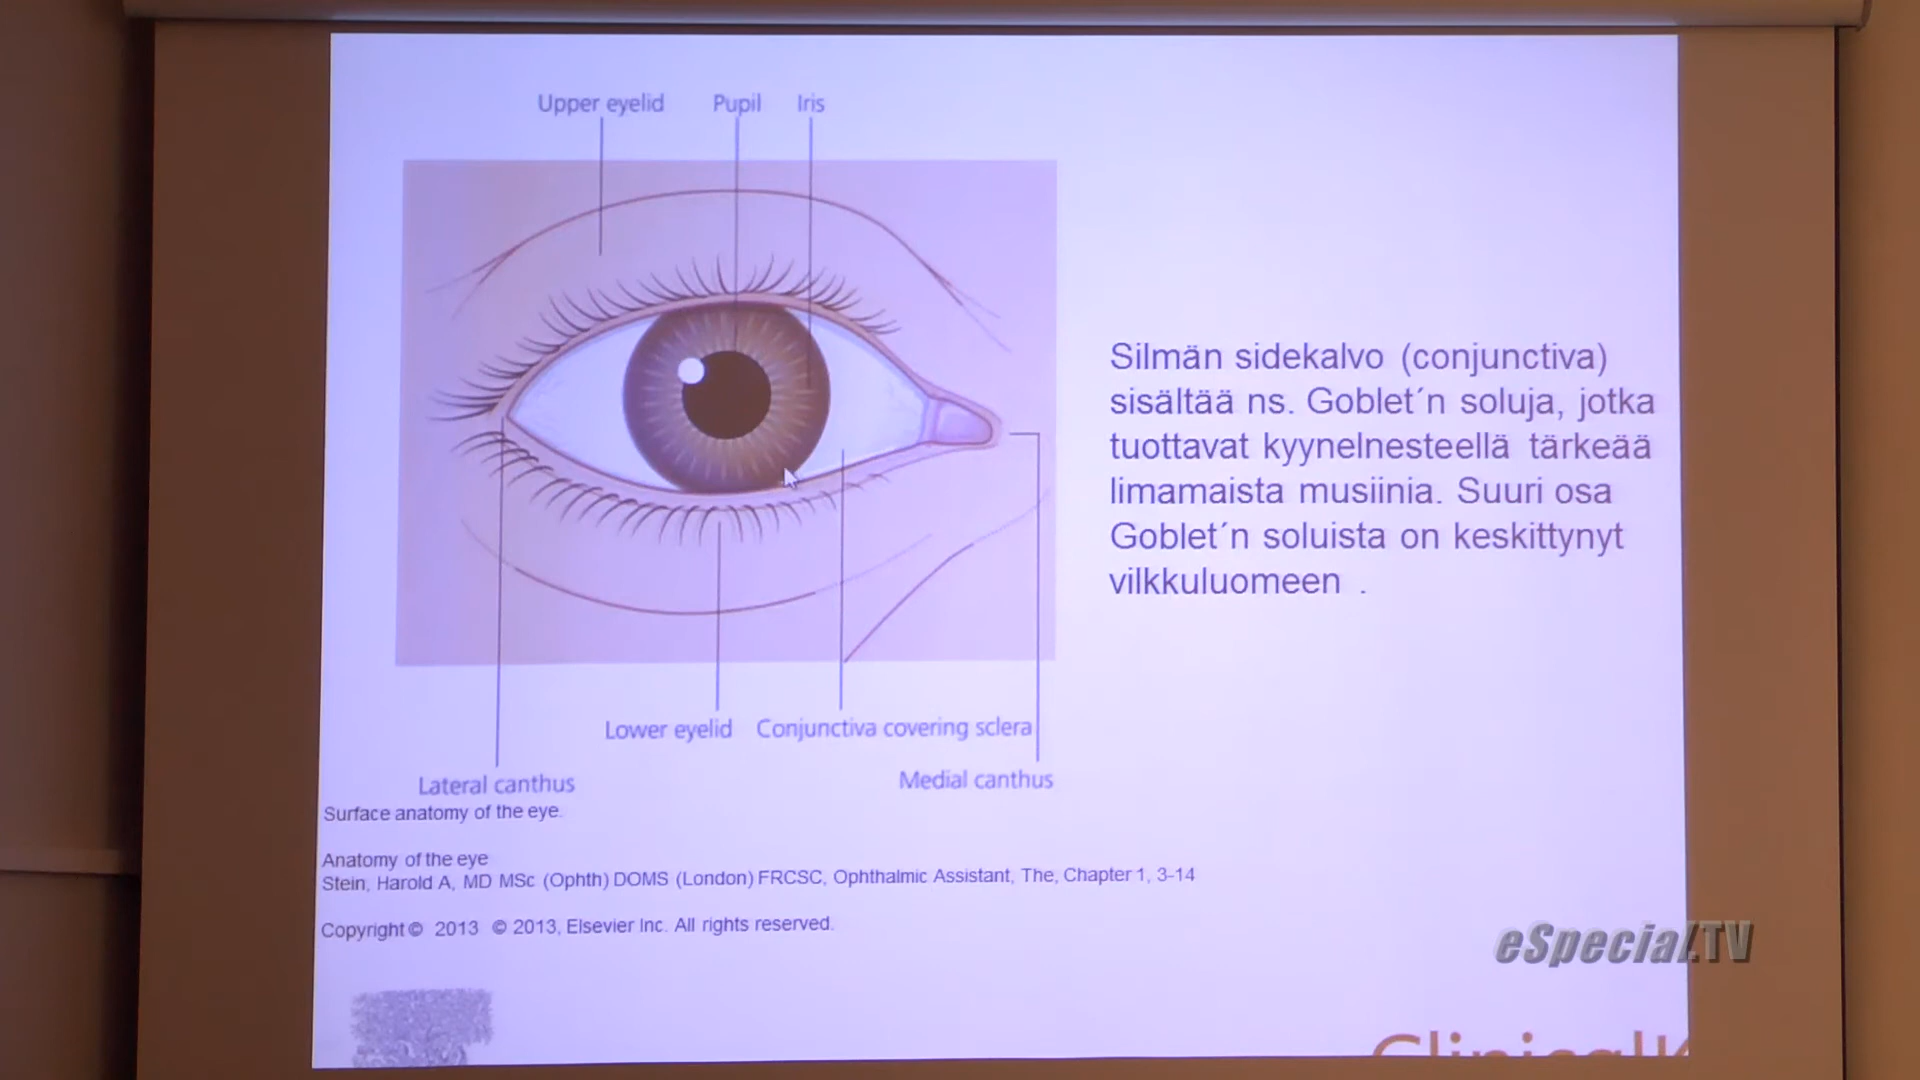 Upper eyelid Pupil Iris
Silmän sidekalvo (conjunctiva)
sisältää ns. Goblet´n soluja, jotka
tuottavat kyynelnesteellä tärkeää
limamaista musiinia. Suuri osa
Goblet´n soluista on keskittynyt
vilkkuluomeen .
Lower eyelid Conjunctiva covering sclera
Lateral canthus Medial canthus
Surface anatomy of the eye.
Anatomy of the eye
Stein, Harold A, MD MSc (Ophth) DOMS (London) FRCSC, Ophthalmic Assistant, The, Chapter 1, 3-14
Copyright © 2013 © 2013, Elsevier Inc. All rights reserved.
eSpecial.TV